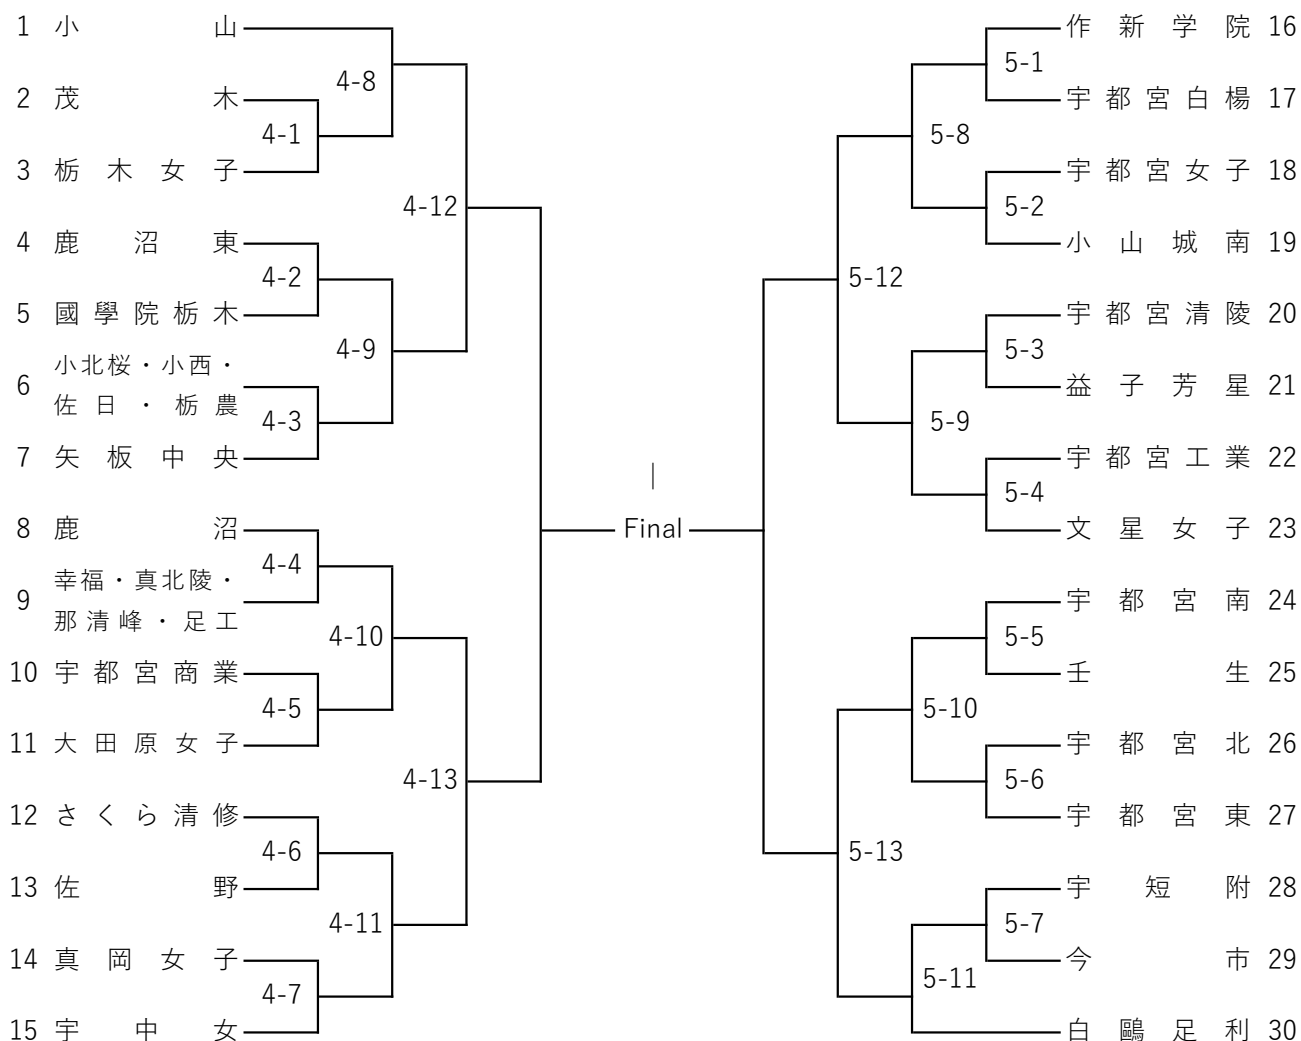 1 小山
4-8
2 茂木
4-1
3 栃木女子
4-12
4 鹿沼東
4-2
5 國學院栃木
4-9
6 小北桜・小西・
佐日・栃農
4-3
7 矢板中央
8 鹿沼
4-4
9 幸福・真北陵・
那清峰・足工
4-10
10 宇都宮商業
4-5
11 大田原女子
4-13
12 さくら清修
4-6
13 佐野
4-11
14 真岡女子
4-7
15 宇中女
|
Final
作新学院 16
5-1
宇都宮白楊 17
5-8
宇都宮女子 18
5-2
小山城南 19
5-12
宇都宮清陵 20
5-3
益子芳星 21
5-9
宇都宮工業 22
5-4
文星女子 23
宇都宮南 24
5-5
壬生 25
5-10
宇都宮北 26
5-6
宇都宮東 27
5-13
宇短附 28
5-7
今市 29
5-11
白鷗足利 30